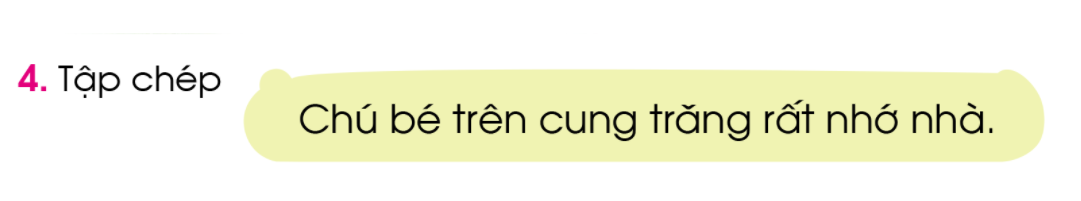 4. Tập chép
Chú bé trên cung trăng rất nhớ nhà.